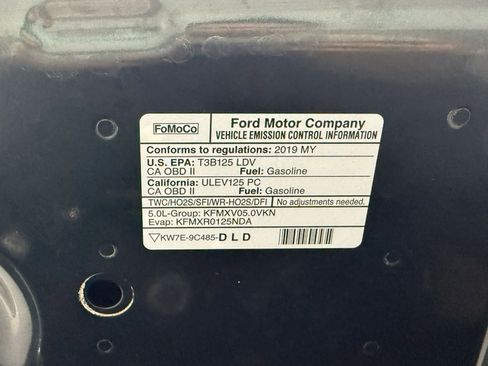 FoMoCo
Ford Motor Company
VEHICLE EMISSION CONTROL INFORMATION
Conforms to regulations: 2019 MY
U.S. EPA: T3B125 LDV
CA OBD II Fuel: Gasoline
California: ULEV125 PC
CA OBD II Fuel: Gasoline
TWC/HO2S/SFI/WR-HO2S/DFI No adjustments needed.
5.0L-Group: KFMXV05.0VKN
Evap: KFMXR0125NDA
KW7E-9C485-DLD